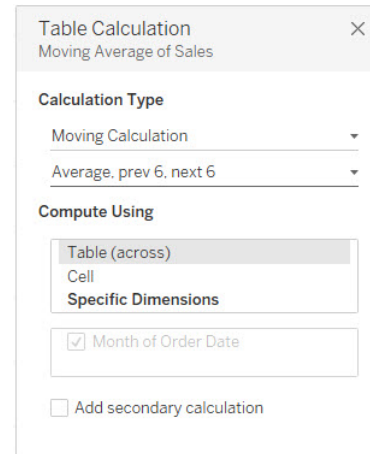 Table Calculation
Moving Average of Sales
Calculation Type
Moving Calculation
Average, prev 6, next 6
Compute Using
Table (across)
Cell
Specific Dimensions
Month of Order Date
Add secondary calculation